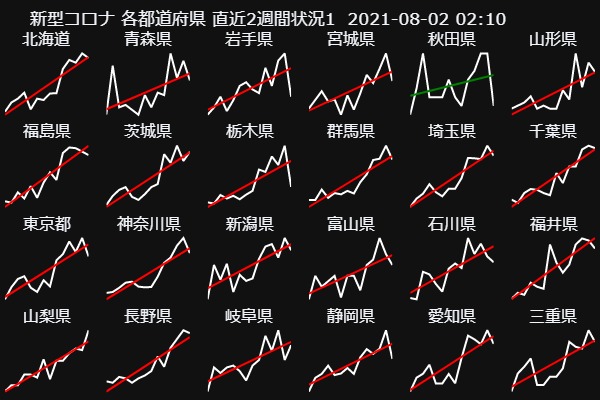 新型コロナ 各都道府県 直近2週間状況1 2021-08-02 02:10
北海道 青森県 岩手県 宮城県 秋田県 山形県
福島県 茨城県 栃木県 群馬県 埼玉県 千葉県
東京都 神奈川県 新潟県 富山県 石川県 福井県
山梨県 長野県 岐阜県 静岡県 愛知県 三重県